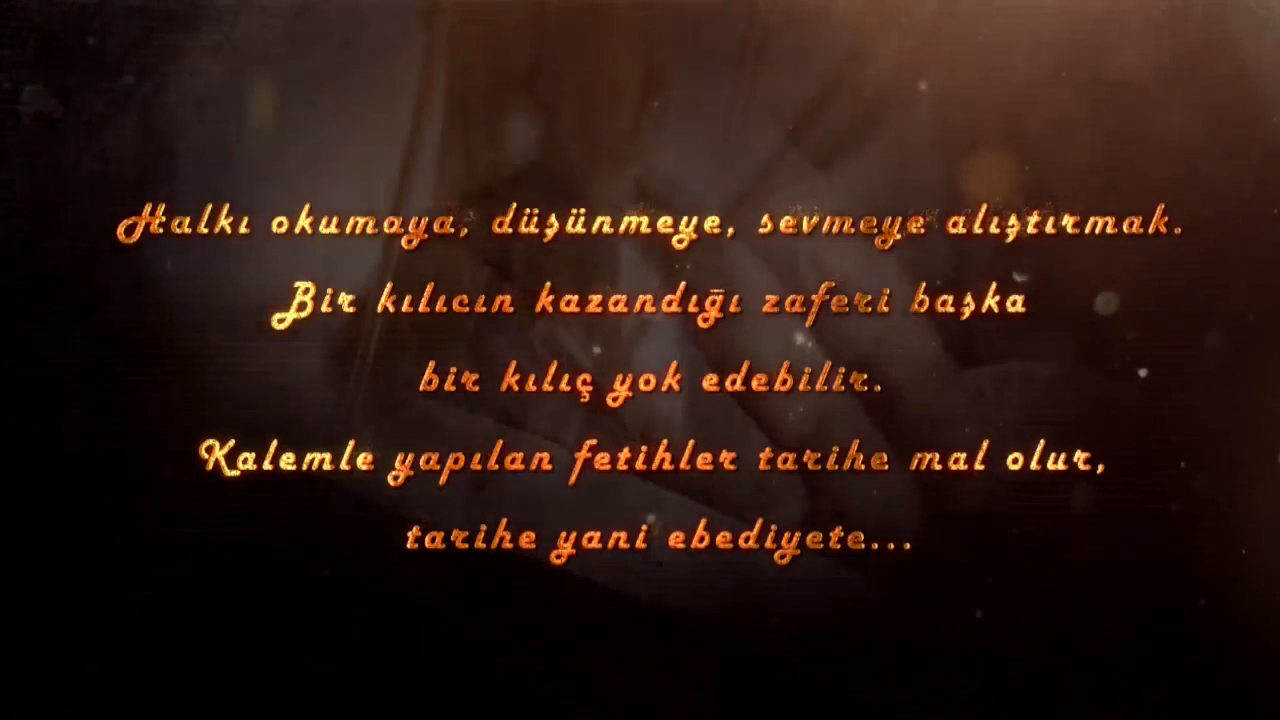 Halkı okumaya, düşünmeye, sevmeye alıştırmak.
Bir kılıcın kazandığı zaferi başka
bir kılıç yok edebilir.
Kalemle yapılan fetihler tarihe mal olur,
tarihe yani ebediyete...